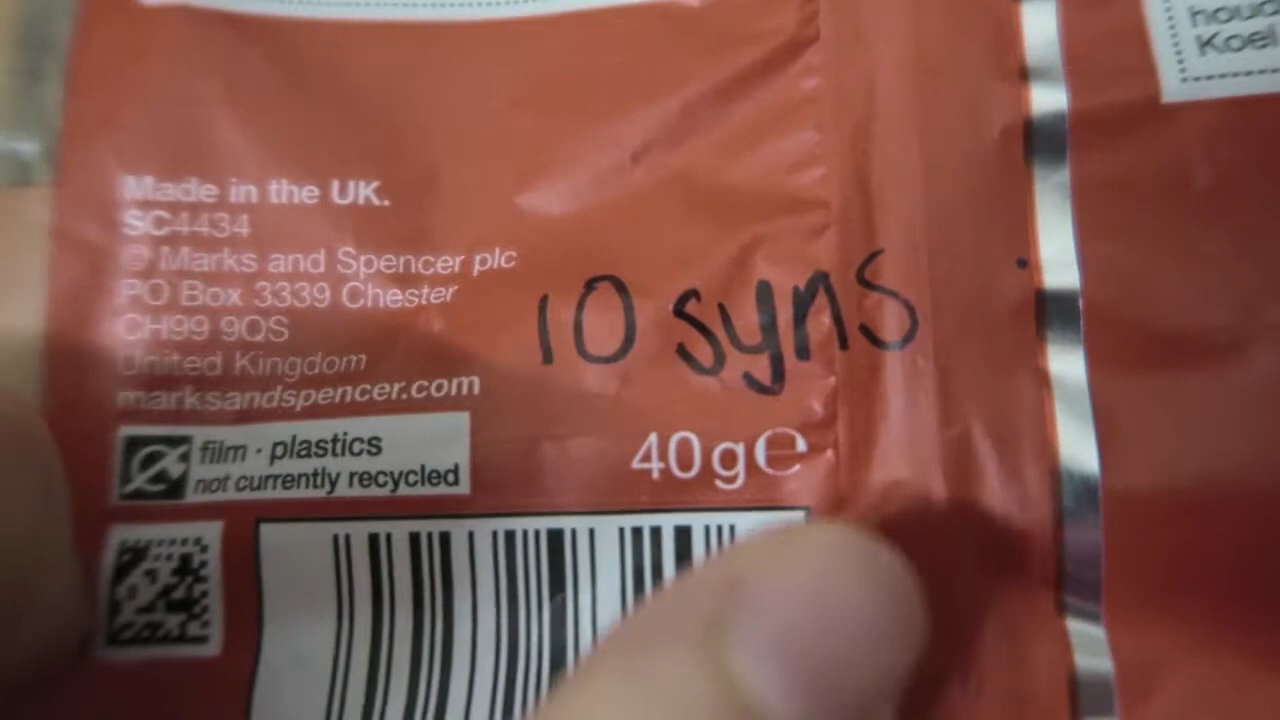 houd
Koel
Made in the UK.
SC4434
© Marks and Spencer plc
PO Box 3339 Chester
CH99 9QS
United Kingdom
marksandspencer.com
10 syns
film · plastics
not currently recycled
40g℮